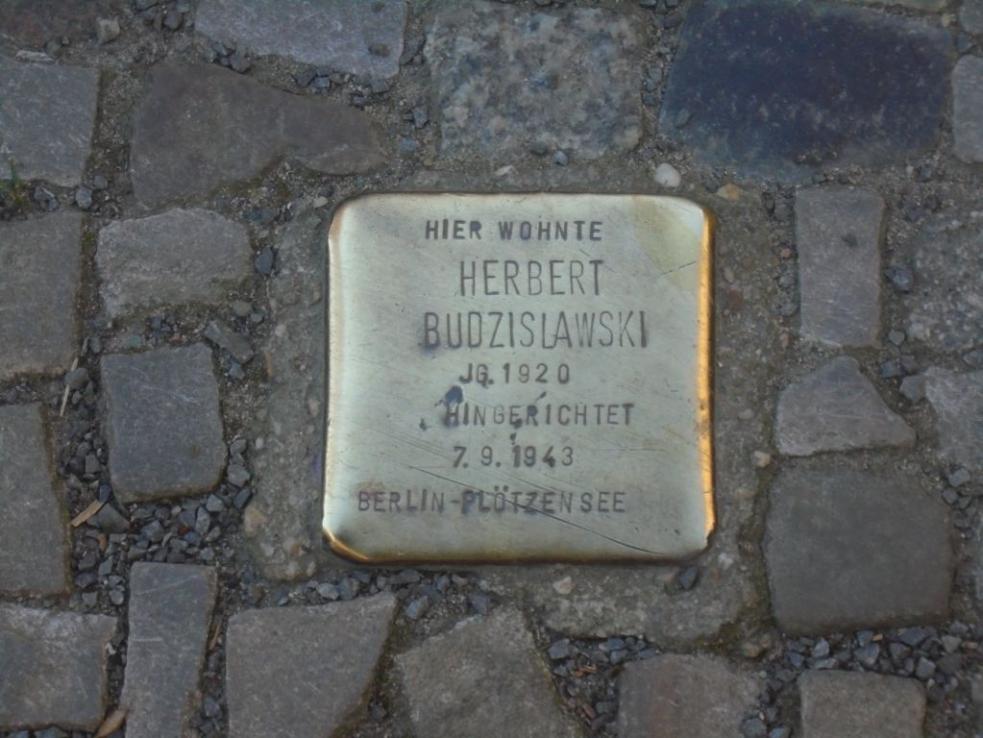 HIER WOHNTE
HERBERT
BUDZISLAWSKI
JG. 1920
HINGERICHTET
7. 9. 1943
BERLIN-PLÖTZENSEE